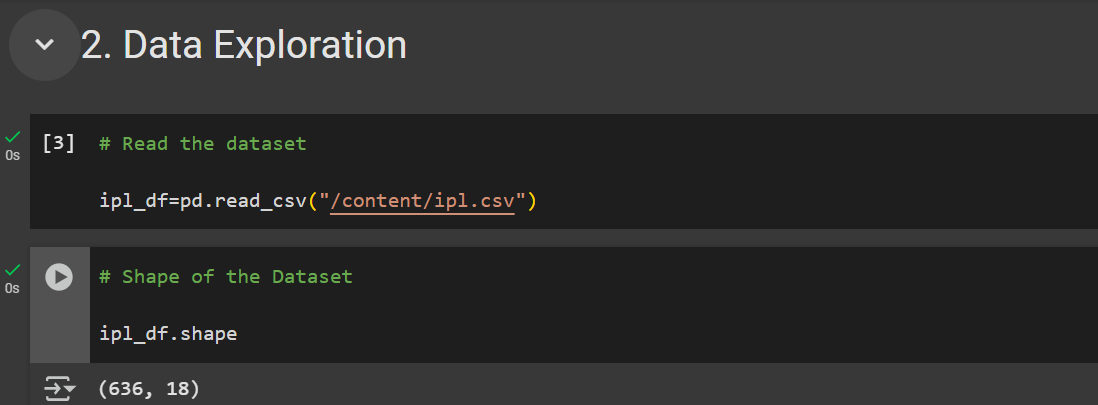 2. Data Exploration
[3] # Read the dataset
0s
ipl_df=pd.read_csv("/content/ipl.csv")
# Shape of the Dataset
0s
ipl_df.shape
(636, 18)